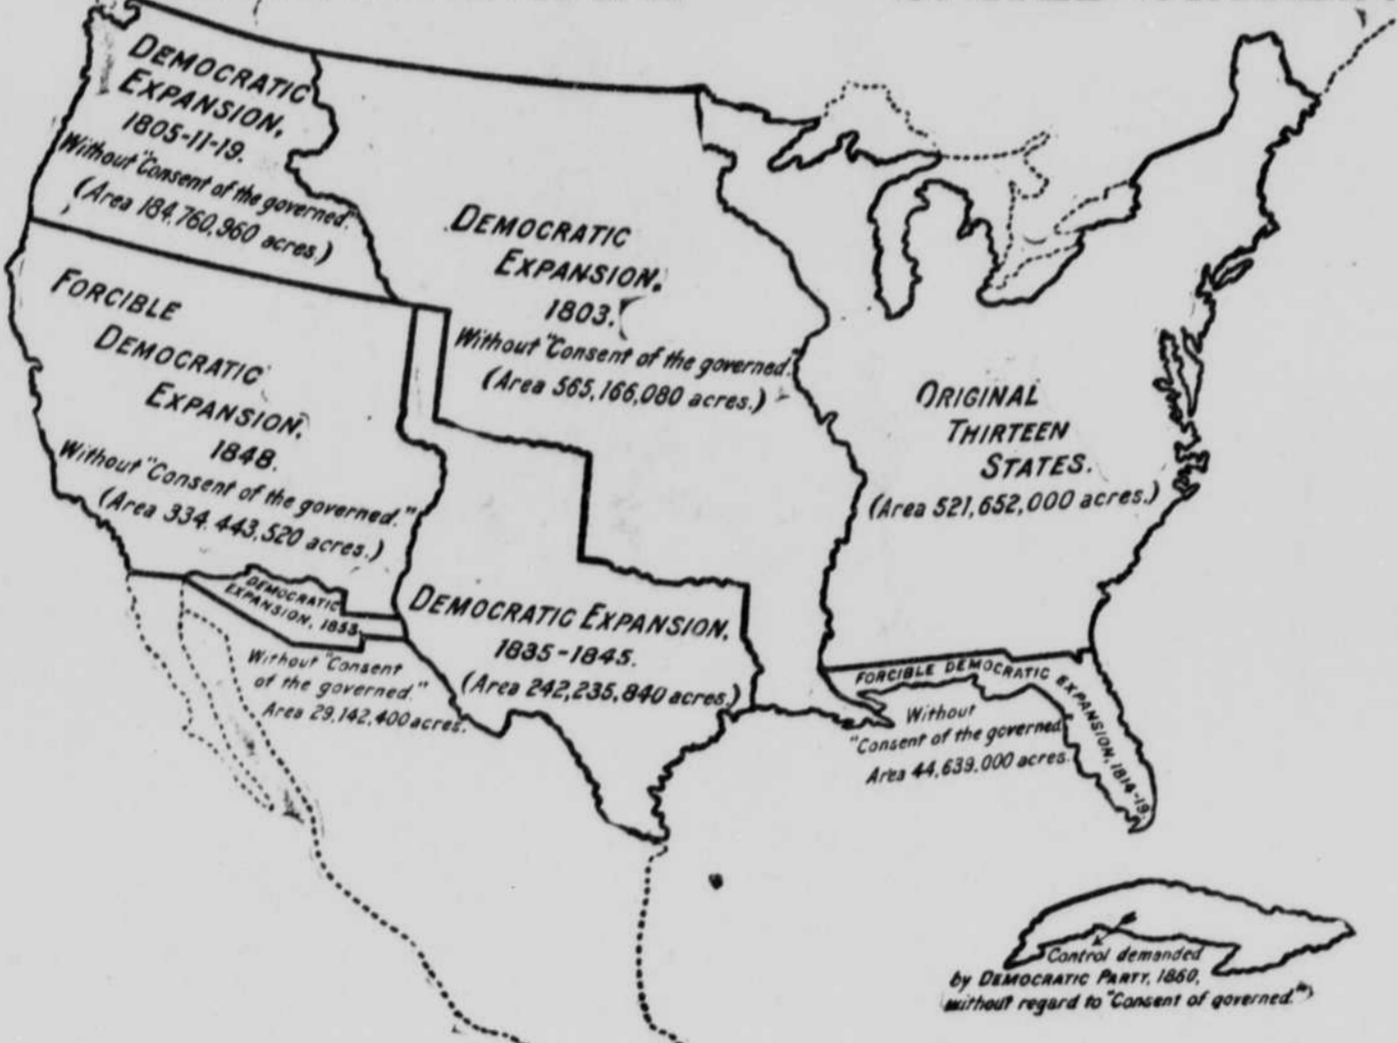 DEMOCRATIC
EXPANSION,
1805-11-19.
Without "Consent of the governed"
(Area 184,760,960 acres.)
FORCIBLE
DEMOCRATIC
EXPANSION,
1848.
Without "Consent of the governed."
(Area 334,443,520 acres.)
DEMOCRATIC
EXPANSION,
1803.
Without "Consent of the governed."
(Area 565,166,080 acres.)
ORIGINAL
THIRTEEN
STATES.
(Area 521,652,000 acres.)
DEMOCRATIC
EXPANSION, 1853
Without "Consent
of the governed."
Area 29,142,400 acres.
DEMOCRATIC EXPANSION,
1835-1845.
(Area 242,235,840 acres.)
FORCIBLE DEMOCRATIC EXPANSION, 1814-19.
Without
"Consent of the governed
Area 44,639,000 acres.
Control demanded
by DEMOCRATIC PARTY, 1860,
without regard to "Consent of governed."